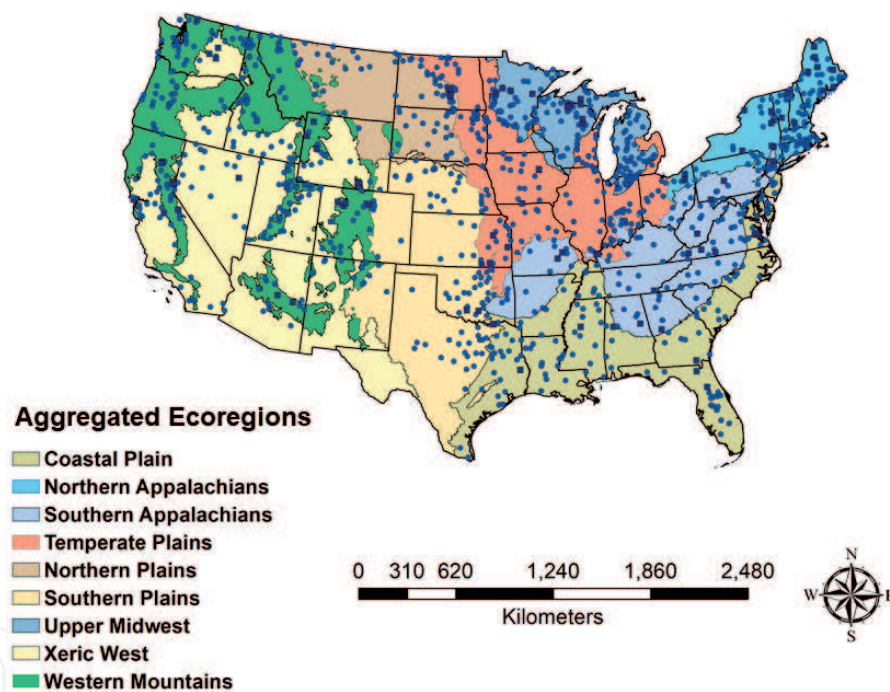 Aggregated Ecoregions
Coastal Plain
Northern Appalachians
Southern Appalachians
Temperate Plains
Northern Plains
Southern Plains
Upper Midwest
Xeric West
Western Mountains
0 310 620 1,240 1,860 2,480
Kilometers
N
W E
S